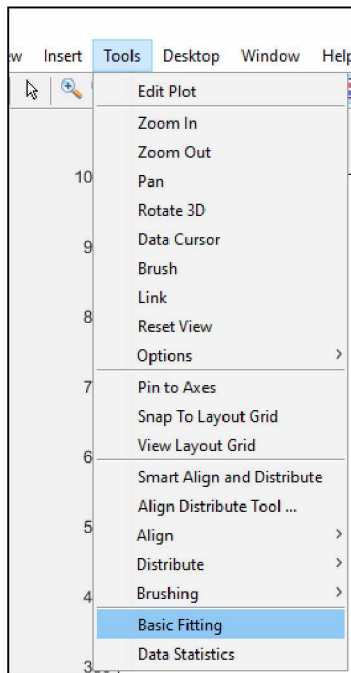 Insert Tools Desktop Window Help
Edit Plot
Zoom In
Zoom Out
10
Pan
Rotate 3D
9
Data Cursor
Brush
Link
8
Reset View
Options
7
Pin to Axes
Snap To Layout Grid
View Layout Grid
6
Smart Align and Distribute
Align Distribute Tool ...
5
Align
Distribute
4
Brushing
Basic Fitting
Data Statistics
3